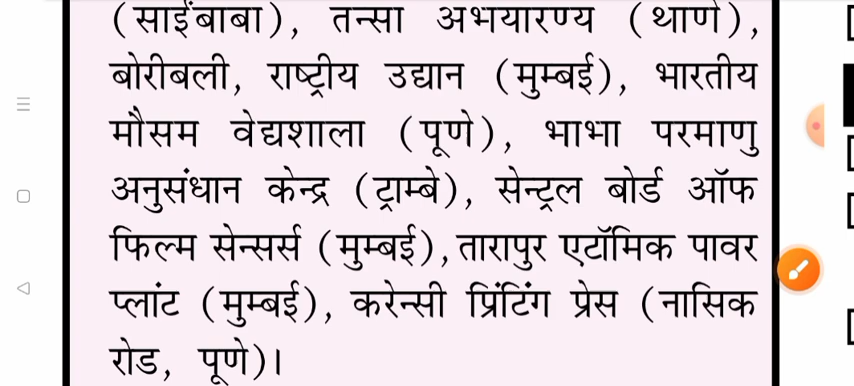 (साईंबाबा), तन्सा अभयारण्य (थाणे),
बोरीबली, राष्ट्रीय उद्यान (मुम्बई), भारतीय
मौसम वेद्यशाला (पूणे), भाभा परमाणु
अनुसंधान केन्द्र (ट्राम्बे), सेन्ट्रल बोर्ड ऑफ
फिल्म सेन्सर्स (मुम्बई), तारापुर एटॉमिक पावर
प्लांट (मुम्बई), करेन्सी प्रिंटिंग प्रेस (नासिक
रोड, पूणे)।